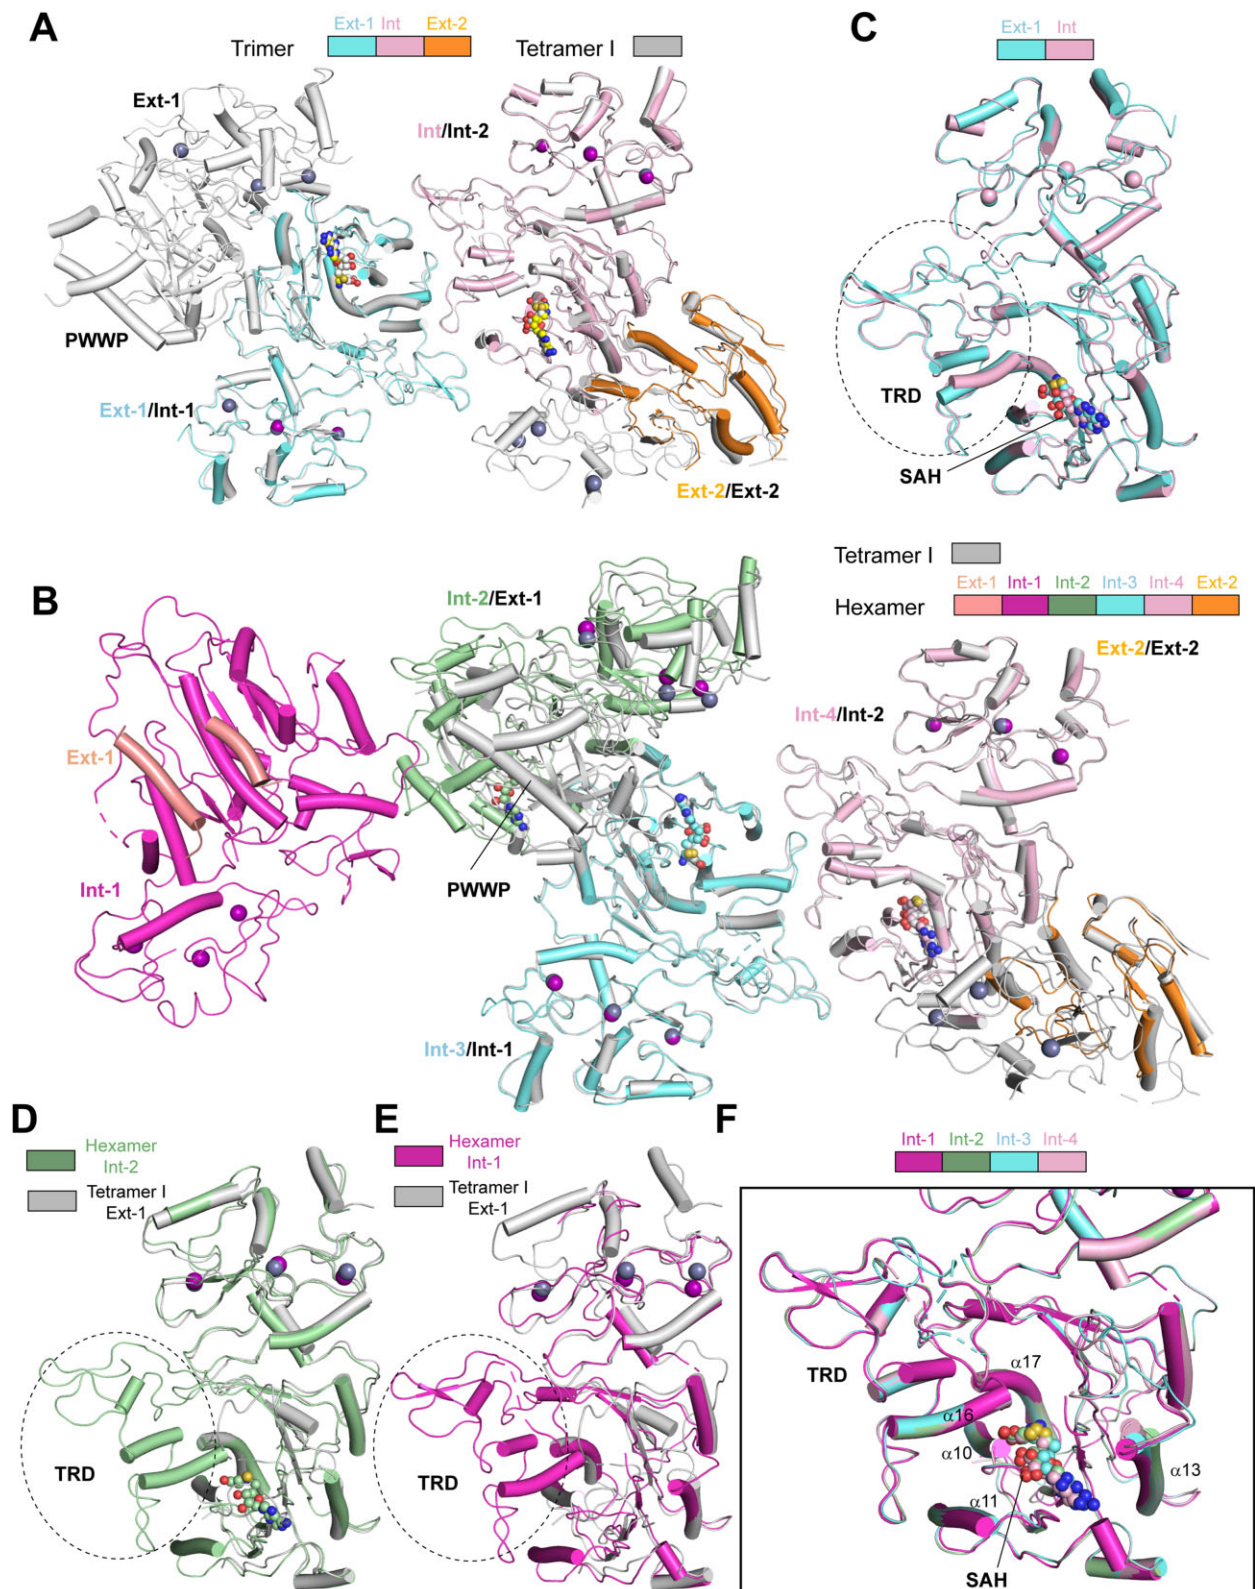 A
Trimer
Ext-1 Int Ext-2
Tetramer I
Ext-1
Int/Int-2
PWWP
Ext-1/Int-1
Ext-2/Ext-2
C
Ext-1 Int
TRD
SAH
B
Tetramer I
Ext-1 Int-1 Int-2 Int-3 Int-4 Ext-2
Hexamer
Int-2/Ext-1
Ext-2/Ext-2
Int-4/Int-2
Ext-1
PWWP
Int-1
Int-3/Int-1
D
Hexamer
Int-2
Tetramer I
Ext-1
TRD
E
Hexamer
Int-1
Tetramer I
Ext-1
TRD
F
Int-1 Int-2 Int-3 Int-4
TRD
α17
α16
α10
α13
α11
SAH